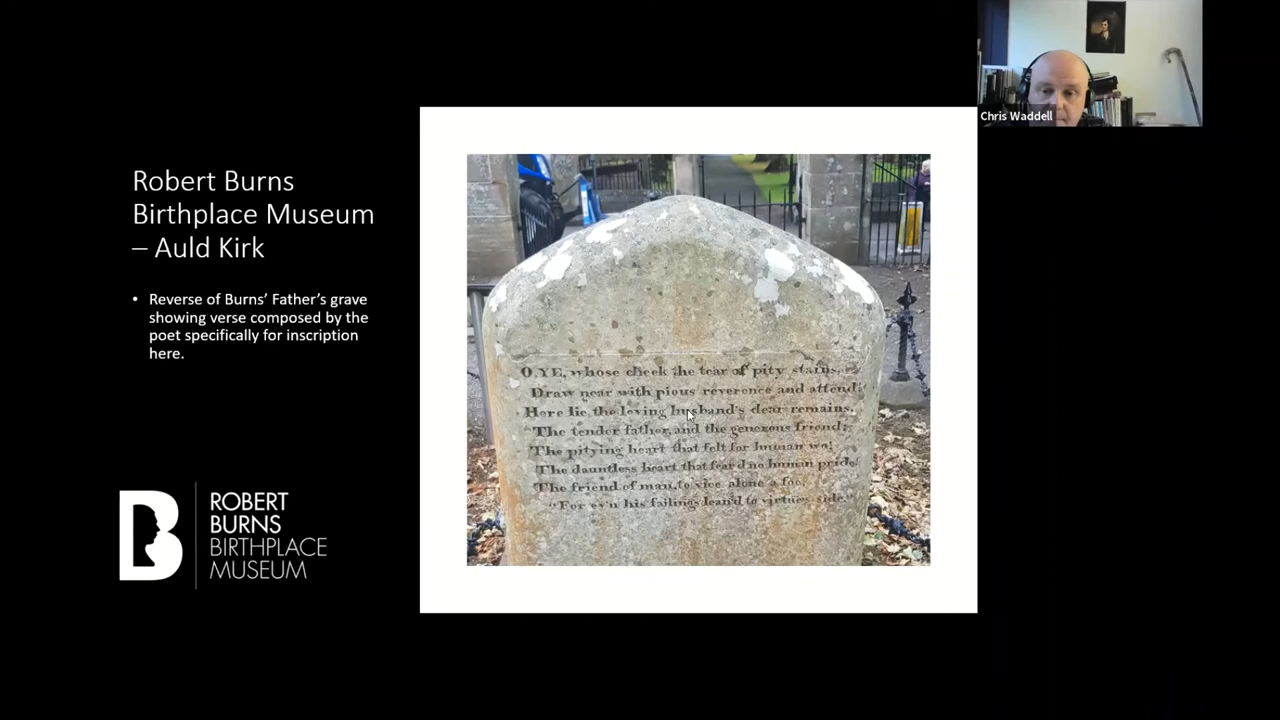 Robert Burns
Birthplace Museum
– Auld Kirk
• Reverse of Burns’ Father’s grave
showing verse composed by the
poet specifically for inscription
here.
B
ROBERT
BURNS
BIRTHPLACE
MUSEUM
O, YE, whose cheek the tear of pity stains,
Draw near with pious reverence and attend;
Here lie the loving husband's dear remains,
The tender father, and the generous friend;
The pitying heart that felt for human wo;
The dauntless heart that fear'd no human pride;
The friend of man, to vice alone a foe,
"For ev'n his failings lean'd to virtues side."
Chris Waddell